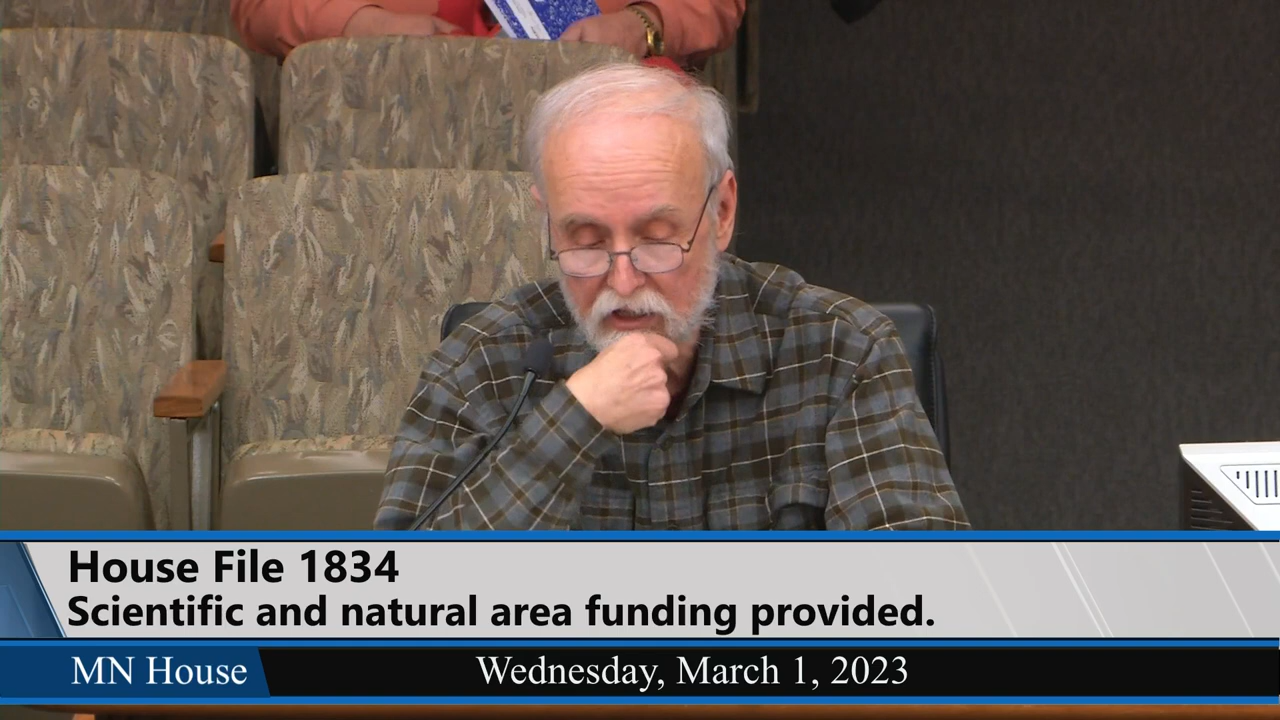 House File 1834
Scientific and natural area funding provided.
MN House
Wednesday, March 1, 2023